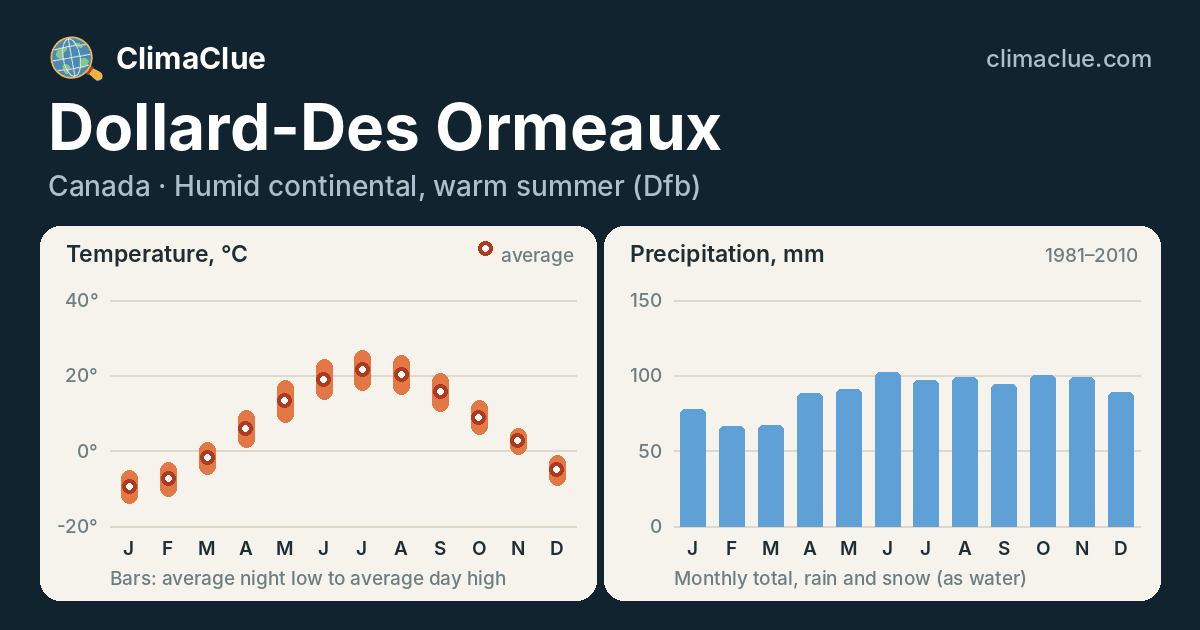 ClimaClue
climaclue.com
Dollard-Des Ormeaux
Canada · Humid continental, warm summer (Dfb)
Temperature, °C
average
40°
20°
0°
-20°
J F M A M J J A S O N D
Bars: average night low to average day high
Precipitation, mm
1981–2010
150
100
50
0
J F M A M J J A S O N D
Monthly total, rain and snow (as water)